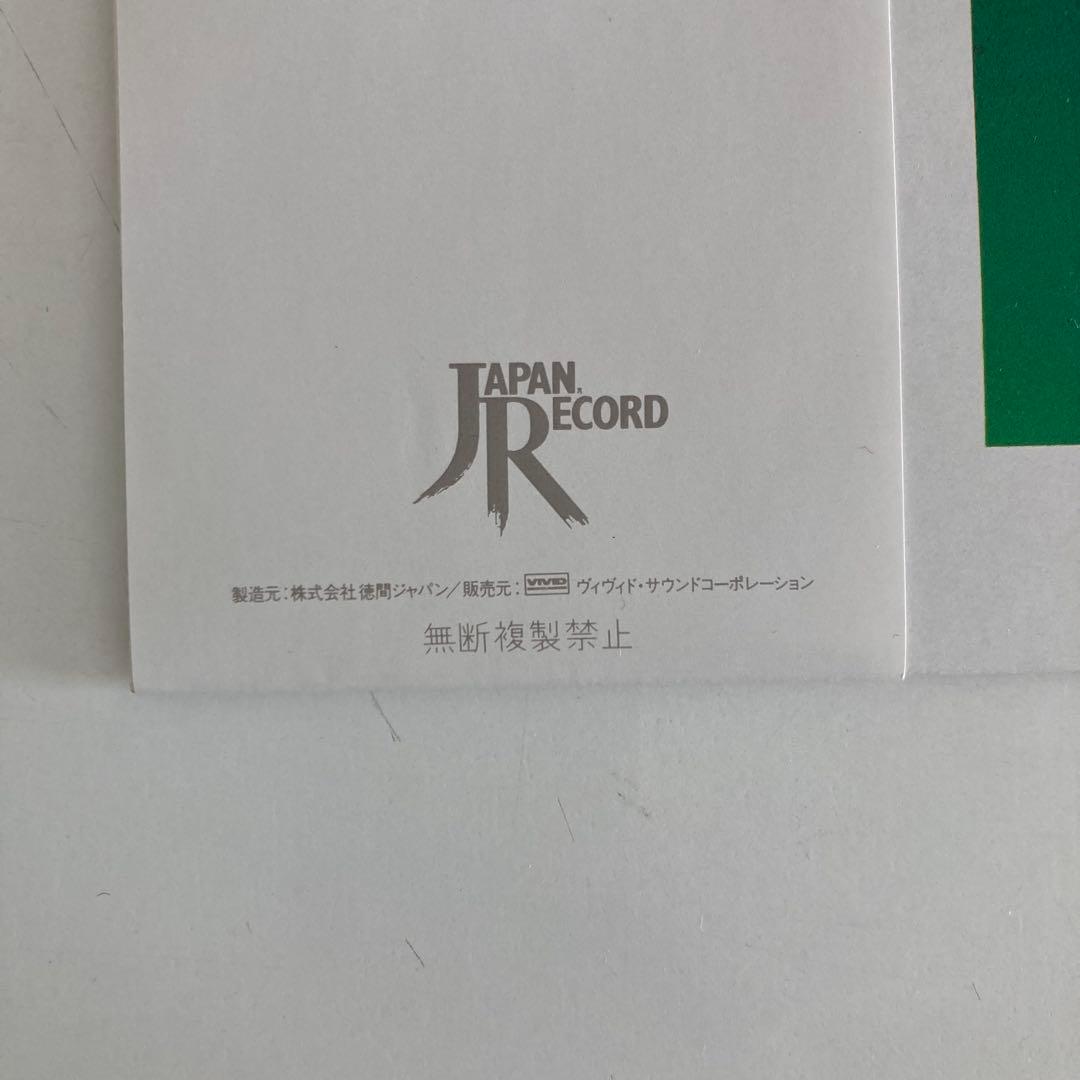 JAPAN.
RECORD
製造元:株式会社徳間ジャパン/販売元:VIVID ヴィヴィド・サウンドコーポレーション
無断複製禁止